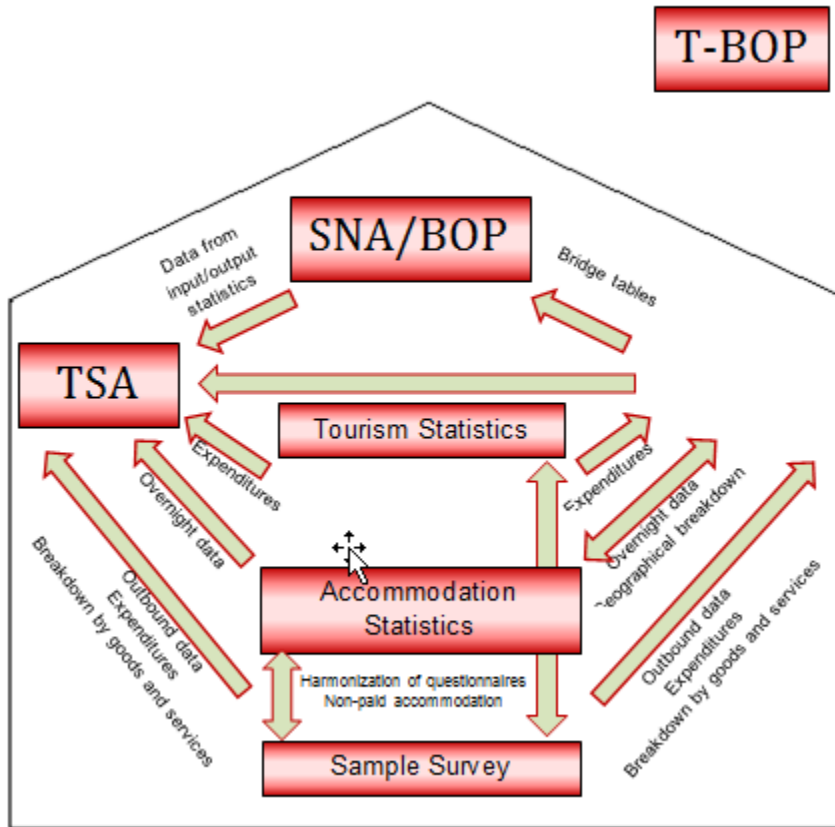 T-BOP
SNA/BOP
Data from
input/output
statistics
Bridge tables
TSA
Tourism Statistics
Expenditures
Overnight data
Outbound data
Expenditures
Breakdown by goods and services
Expenditures
Overnight data
eographical breakdown
Outbound data
Expenditures
Breakdown by goods and services
Accommodation
Statistics
Harmonization of questionnaires
Non-paid accommodation
Sample Survey